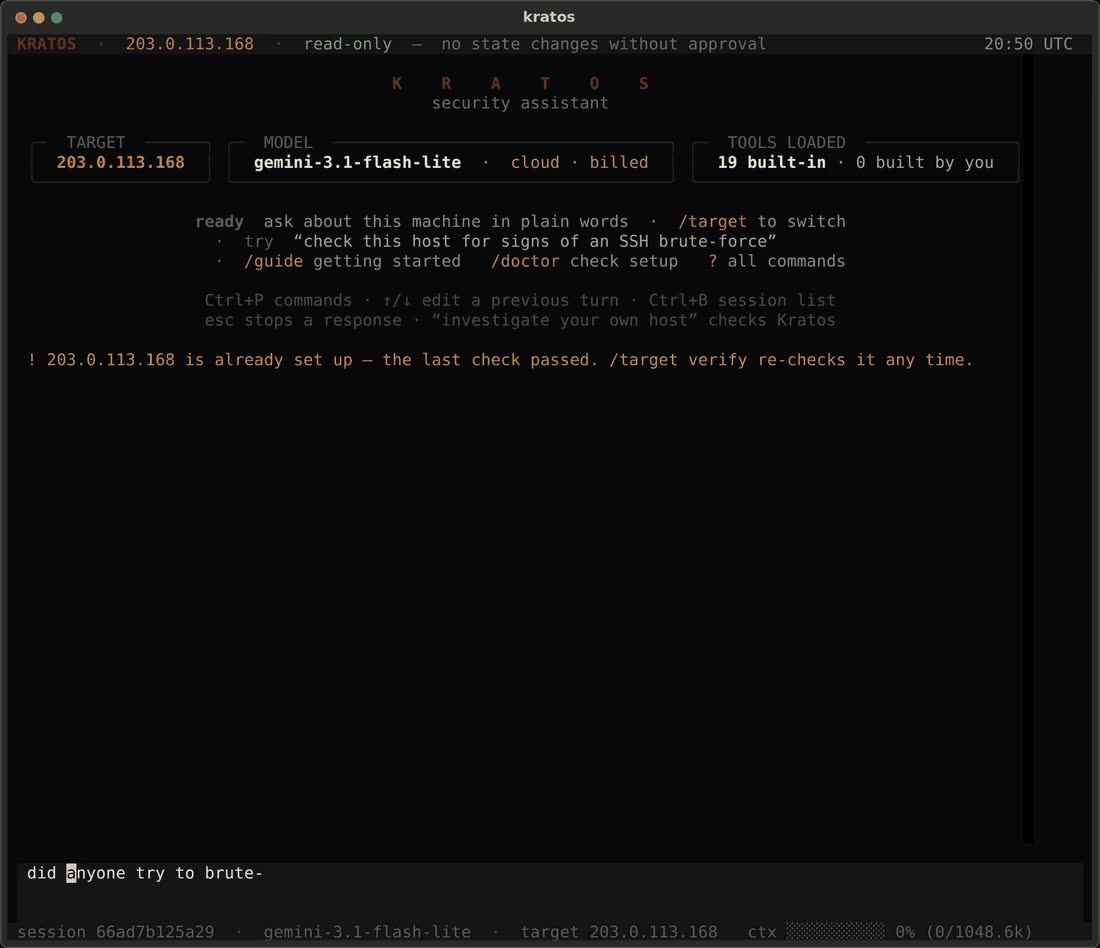 kratos
KRATOS · 203.0.113.168 · read-only — no state changes without approval 20:50 UTC
K R A T O S
security assistant
TARGET MODEL TOOLS LOADED
203.0.113.168 gemini-3.1-flash-lite · cloud · billed 19 built-in · 0 built by you
ready ask about this machine in plain words · /target to switch
· try “check this host for signs of an SSH brute-force”
· /guide getting started /doctor check setup ? all commands
Ctrl+P commands · ↑/↓ edit a previous turn · Ctrl+B session list
esc stops a response · “investigate your own host” checks Kratos
! 203.0.113.168 is already set up — the last check passed. /target verify re-checks it any time.
did anyone try to brute-
session 66ad7b125a29 · gemini-3.1-flash-lite · target 203.0.113.168 ctx ░░░░░░░░░░ 0% (0/1048.6k)